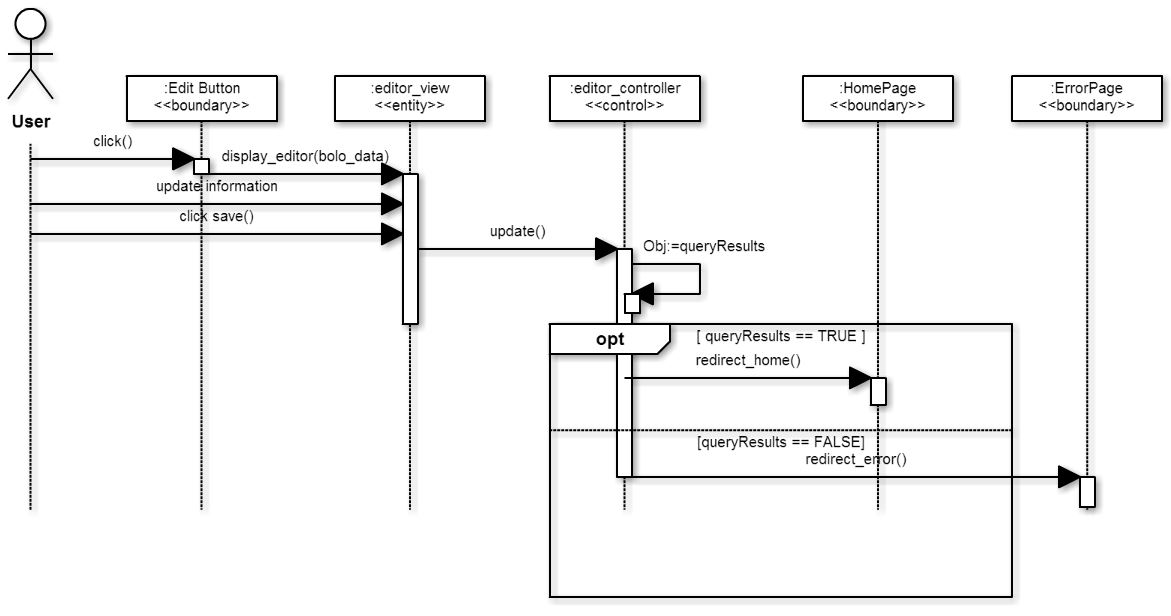 User
:Edit Button
<<boundary>>
:editor_view
<<entity>>
:editor_controller
<<control>>
:HomePage
<<boundary>>
:ErrorPage
<<boundary>>
click()
display_editor(bolo_data)
update information
click save()
update()
Obj:=queryResults
opt
[ queryResults == TRUE ]
redirect_home()
[queryResults == FALSE]
redirect_error()